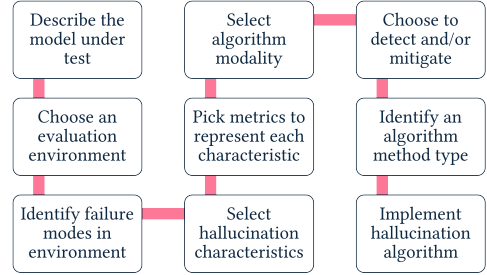 Describe the
model under
test
Choose an
evaluation
environment
Identify failure
modes in
environment
Select
hallucination
characteristics
Pick metrics to
represent each
characteristic
Select
algorithm
modality
Choose to
detect and/or
mitigate
Identify an
algorithm
method type
Implement
hallucination
algorithm